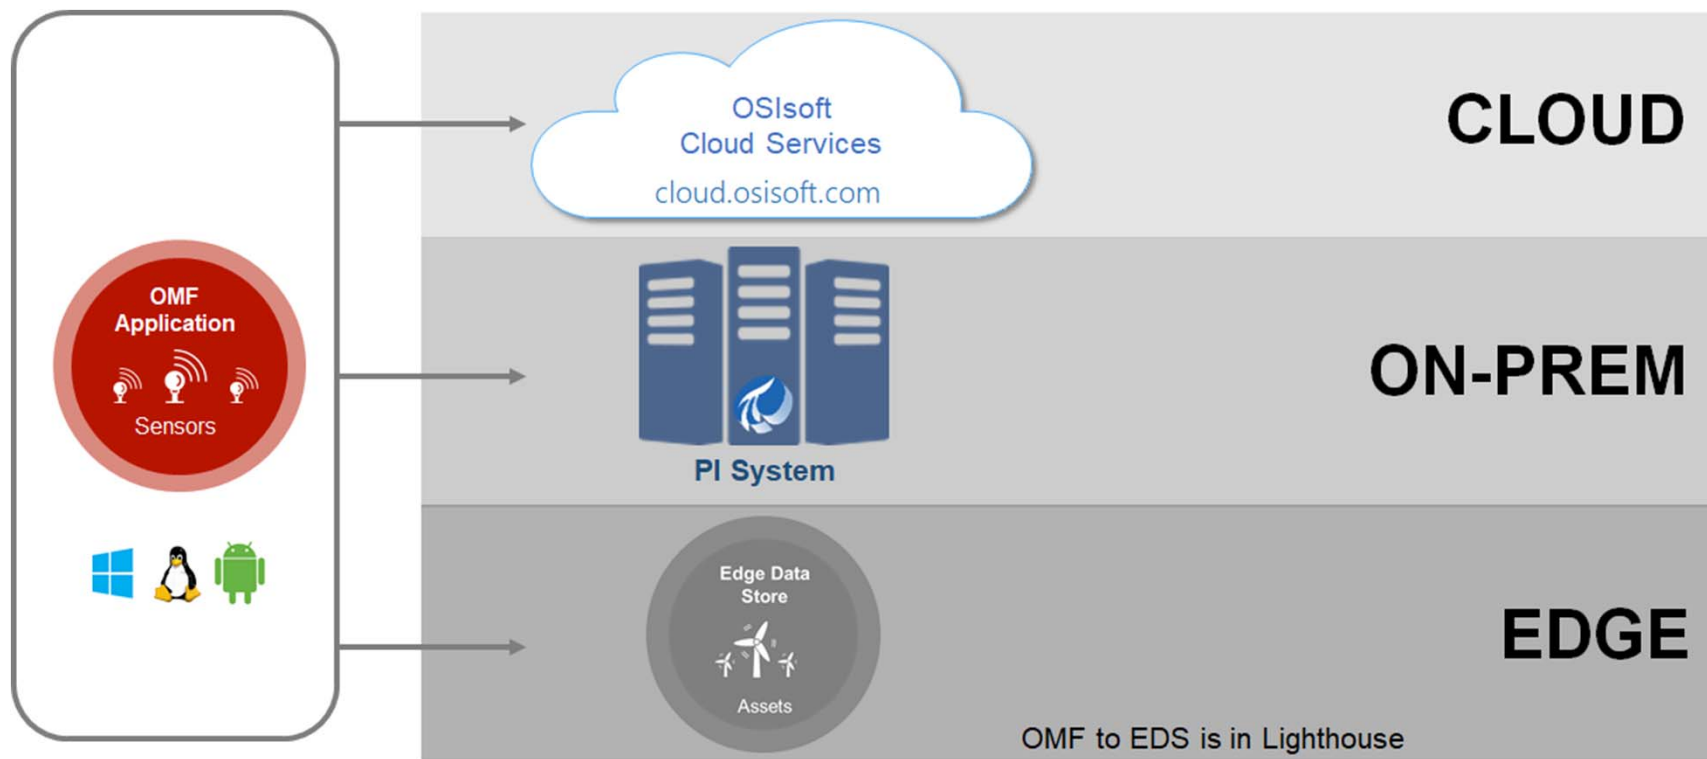 OMF
Application
Sensors
OSIsoft
Cloud Services
cloud.osisoft.com
CLOUD
PI System
ON-PREM
Edge Data
Store
Assets
EDGE
OMF to EDS is in Lighthouse